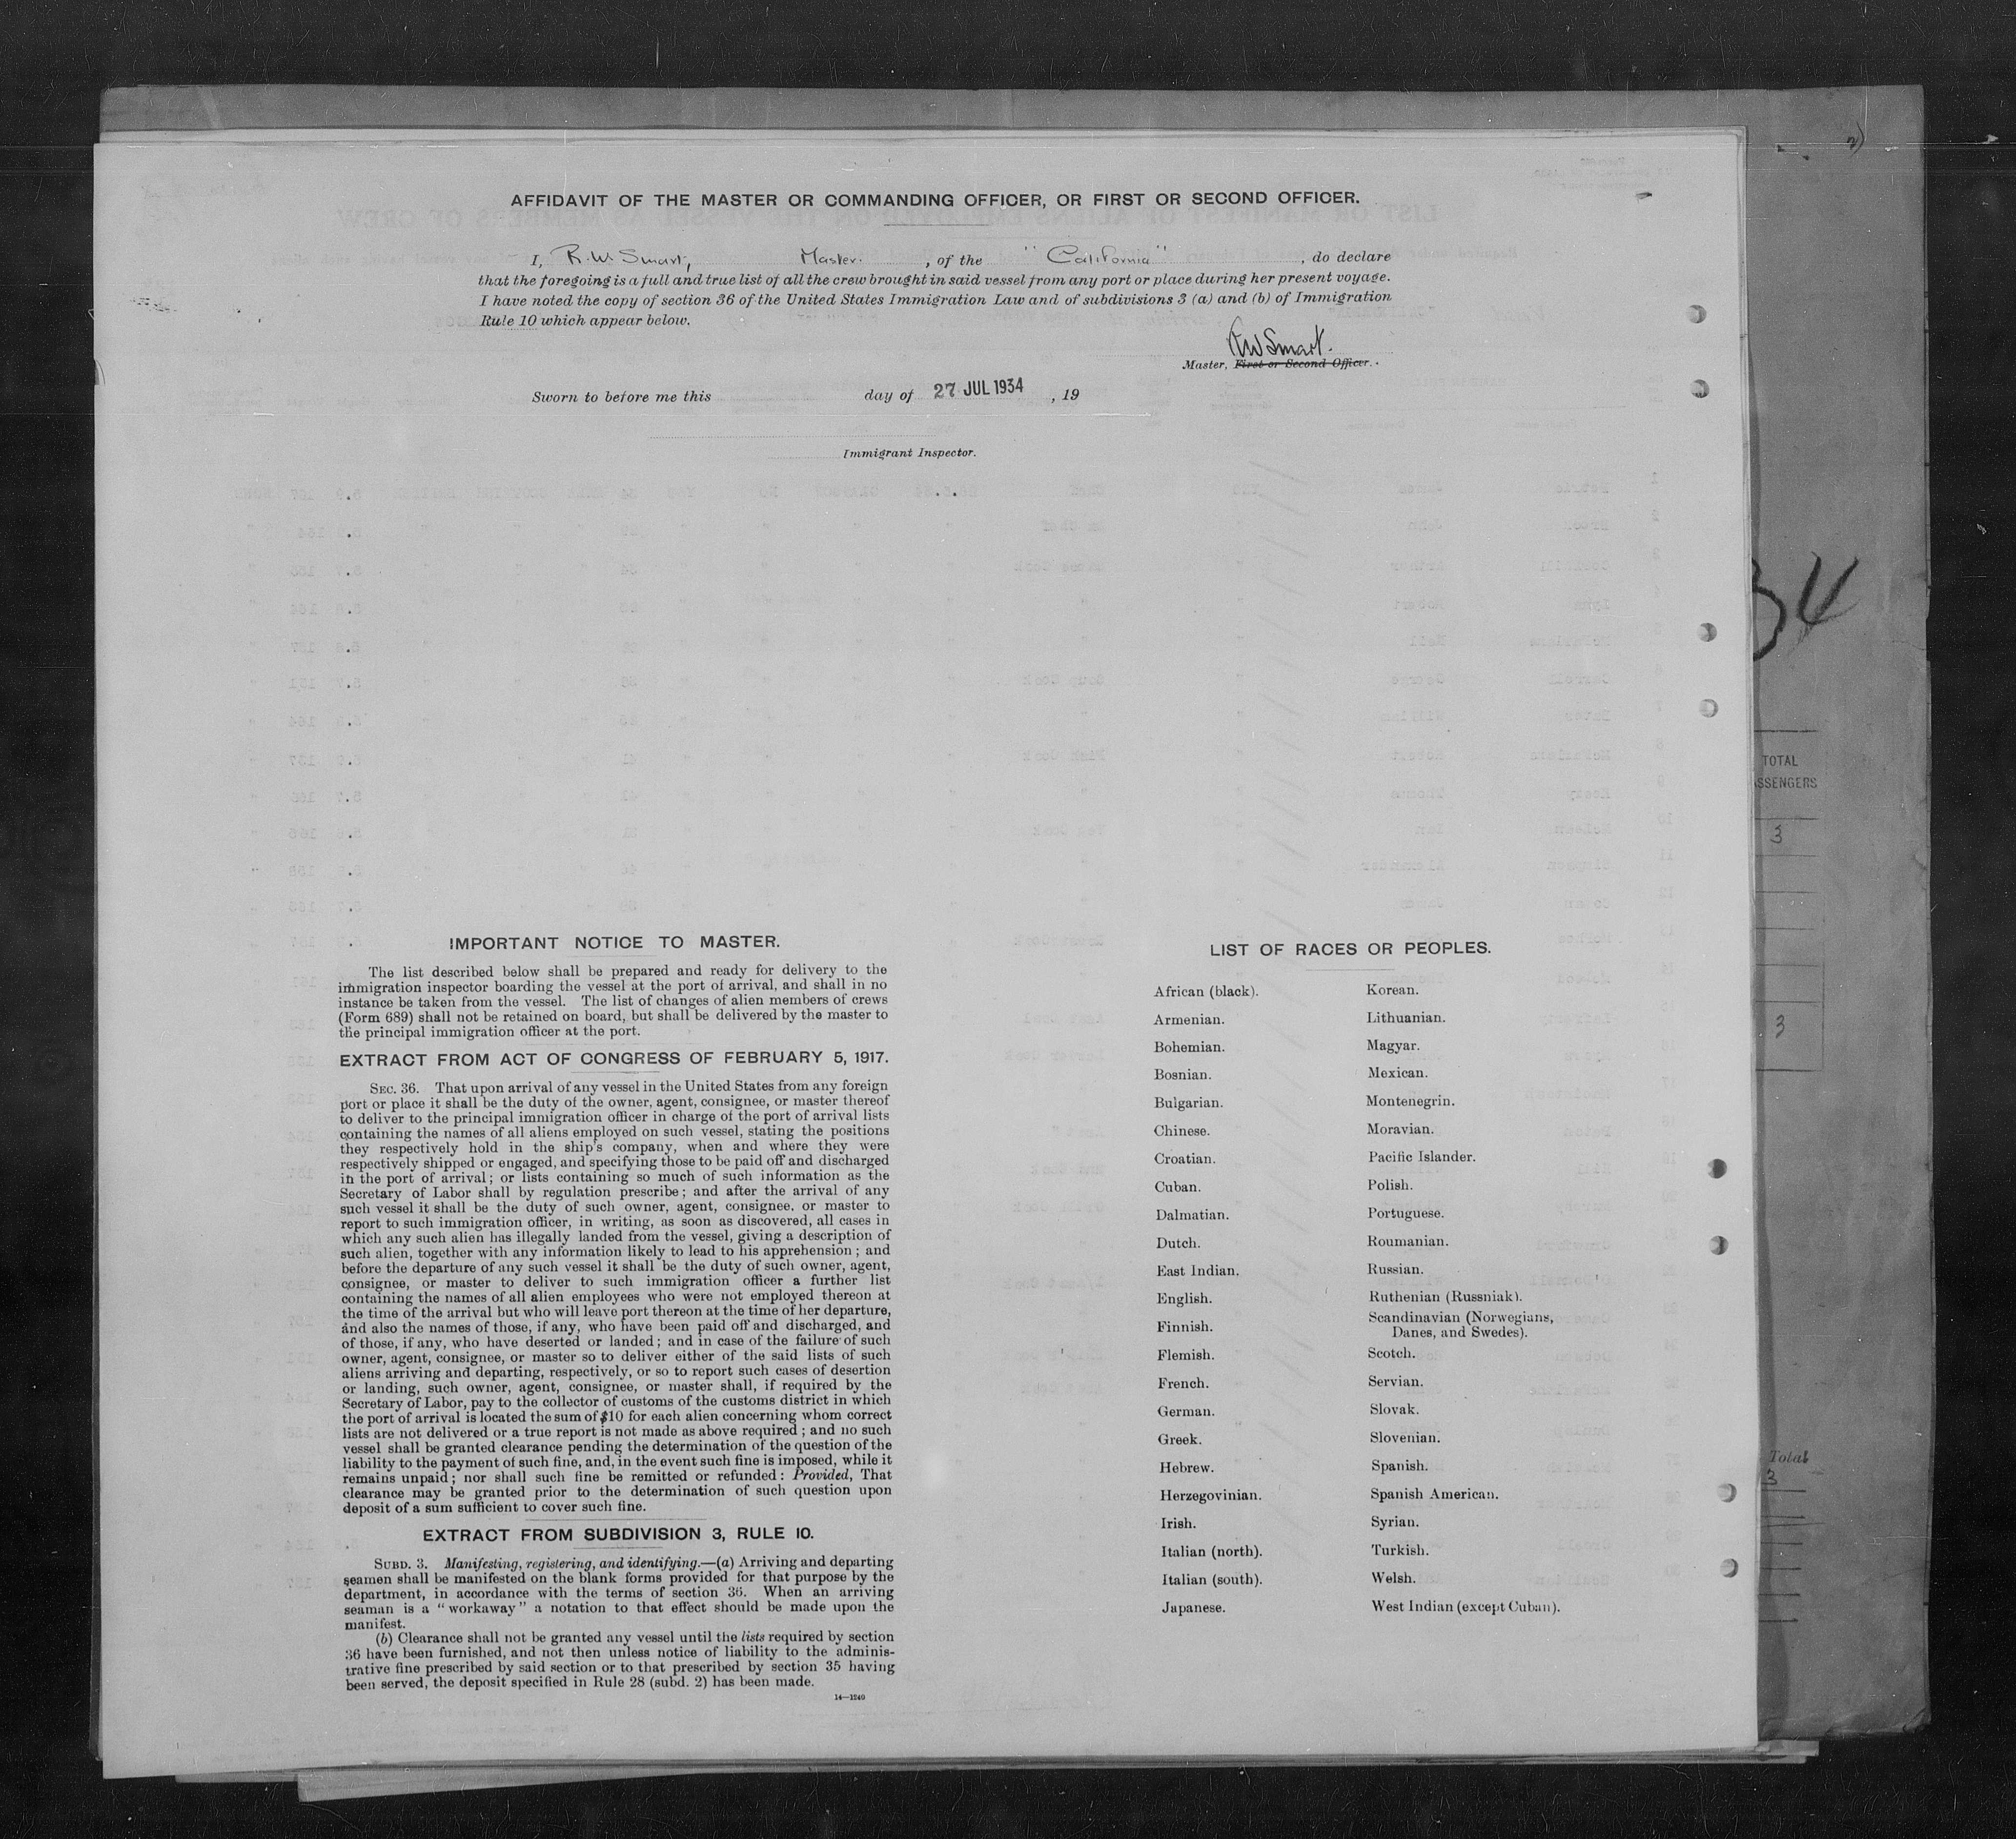 AFFIDAVIT OF THE MASTER OR COMMANDING OFFICER, OR FIRST OR SECOND OFFICER.
I, R. W. Smart, Master. , of the "California" , do declare
that the foregoing is a full and true list of all the crew brought in said vessel from any port or place during her present voyage.
I have noted the copy of section 36 of the United States Immigration Law and of subdivisions 3 (a) and (b) of Immigration
Rule 10 which appear below.
RW Smart.
Master, First or Second Officer.
Sworn to before me this day of 27 JUL 1934 , 19
Immigrant Inspector.
34
TOTAL
SSENGERS
3
3
Total
3
IMPORTANT NOTICE TO MASTER.
The list described below shall be prepared and ready for delivery to the
immigration inspector boarding the vessel at the port of arrival, and shall in no
instance be taken from the vessel. The list of changes of alien members of crews
(Form 689) shall not be retained on board, but shall be delivered by the master to
the principal immigration officer at the port.
EXTRACT FROM ACT OF CONGRESS OF FEBRUARY 5, 1917.
SEC. 36. That upon arrival of any vessel in the United States from any foreign
port or place it shall be the duty of the owner, agent, consignee, or master thereof
to deliver to the principal immigration officer in charge of the port of arrival lists
containing the names of all aliens employed on such vessel, stating the positions
they respectively hold in the ship's company, when and where they were
respectively shipped or engaged, and specifying those to be paid off and discharged
in the port of arrival; or lists containing so much of such information as the
Secretary of Labor shall by regulation prescribe; and after the arrival of any
such vessel it shall be the duty of such owner, agent, consignee, or master to
report to such immigration officer, in writing, as soon as discovered, all cases in
which any such alien has illegally landed from the vessel, giving a description of
such alien, together with any information likely to lead to his apprehension; and
before the departure of any such vessel it shall be the duty of such owner, agent,
consignee, or master to deliver to such immigration officer a further list
containing the names of all alien employees who were not employed thereon at
the time of the arrival but who will leave port thereon at the time of her departure,
and also the names of those, if any, who have been paid off and discharged, and
of those, if any, who have deserted or landed; and in case of the failure of such
owner, agent, consignee, or master so to deliver either of the said lists of such
aliens arriving and departing, respectively, or so to report such cases of desertion
or landing, such owner, agent, consignee, or master shall, if required by the
Secretary of Labor, pay to the collector of customs of the customs district in which
the port of arrival is located the sum of $10 for each alien concerning whom correct
lists are not delivered or a true report is not made as above required; and no such
vessel shall be granted clearance pending the determination of the question of the
liability to the payment of such fine, and, in the event such fine is imposed, while it
remains unpaid; nor shall such fine be remitted or refunded: Provided, That
clearance may be granted prior to the determination of such question upon
deposit of a sum sufficient to cover such fine.
EXTRACT FROM SUBDIVISION 3, RULE 10.
SUBD. 3. Manifesting, registering, and identifying.—(a) Arriving and departing
seamen shall be manifested on the blank forms provided for that purpose by the
department, in accordance with the terms of section 36. When an arriving
seaman is a "workaway" a notation to that effect should be made upon the
manifest.
(b) Clearance shall not be granted any vessel until the lists required by section
36 have been furnished, and not then unless notice of liability to the adminis-
trative fine prescribed by said section or to that prescribed by section 35 having
been served, the deposit specified in Rule 28 (subd. 2) has been made.
14—1240
LIST OF RACES OR PEOPLES.
African (black).
Armenian.
Bohemian.
Bosnian.
Bulgarian.
Chinese.
Croatian.
Cuban.
Dalmatian.
Dutch.
East Indian.
English.
Finnish.
Flemish.
French.
German.
Greek.
Hebrew.
Herzegovinian.
Irish.
Italian (north).
Italian (south).
Japanese.
Korean.
Lithuanian.
Magyar.
Mexican.
Montenegrin.
Moravian.
Pacific Islander.
Polish.
Portuguese.
Roumanian.
Russian.
Ruthenian (Russniak).
Scandinavian (Norwegians,
Danes, and Swedes).
Scotch.
Servian.
Slovak.
Slovenian.
Spanish.
Spanish American.
Syrian.
Turkish.
Welsh.
West Indian (except Cuban).